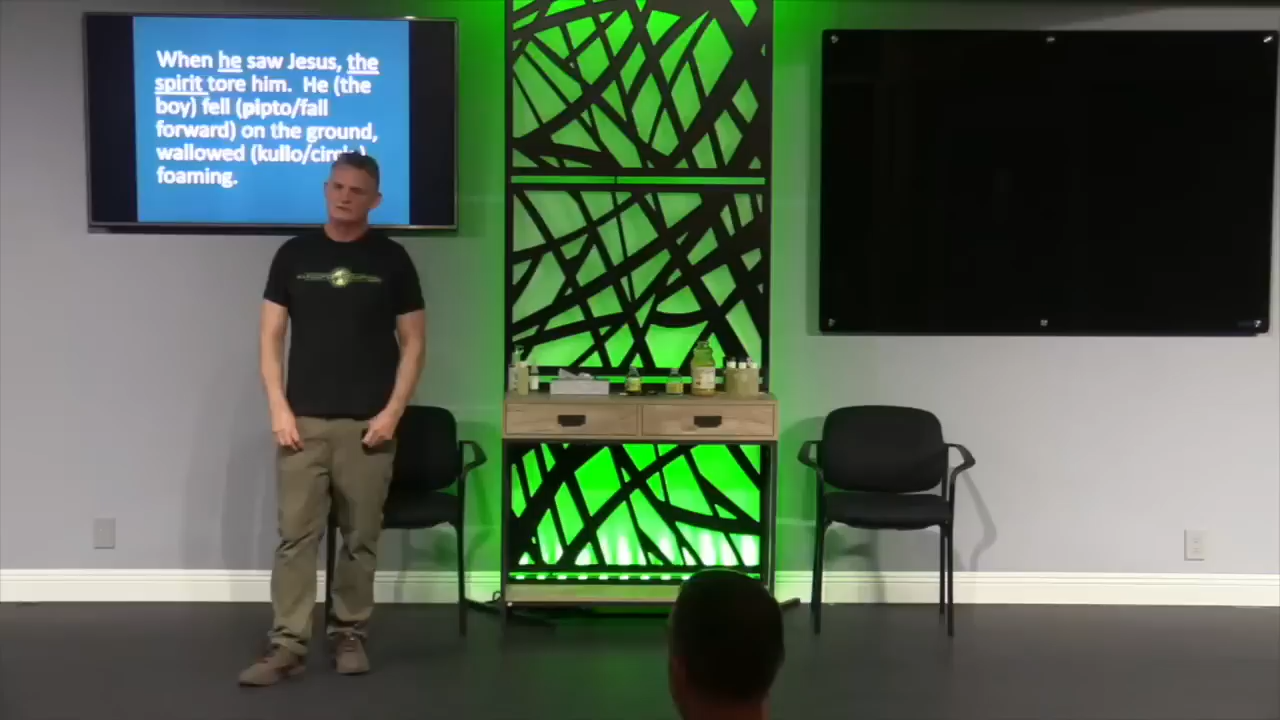 When he saw Jesus, the
spirit tore him. He (the
boy) fell (pipto/fall
forward) on the ground,
wallowed (kullo/circle)
foaming.